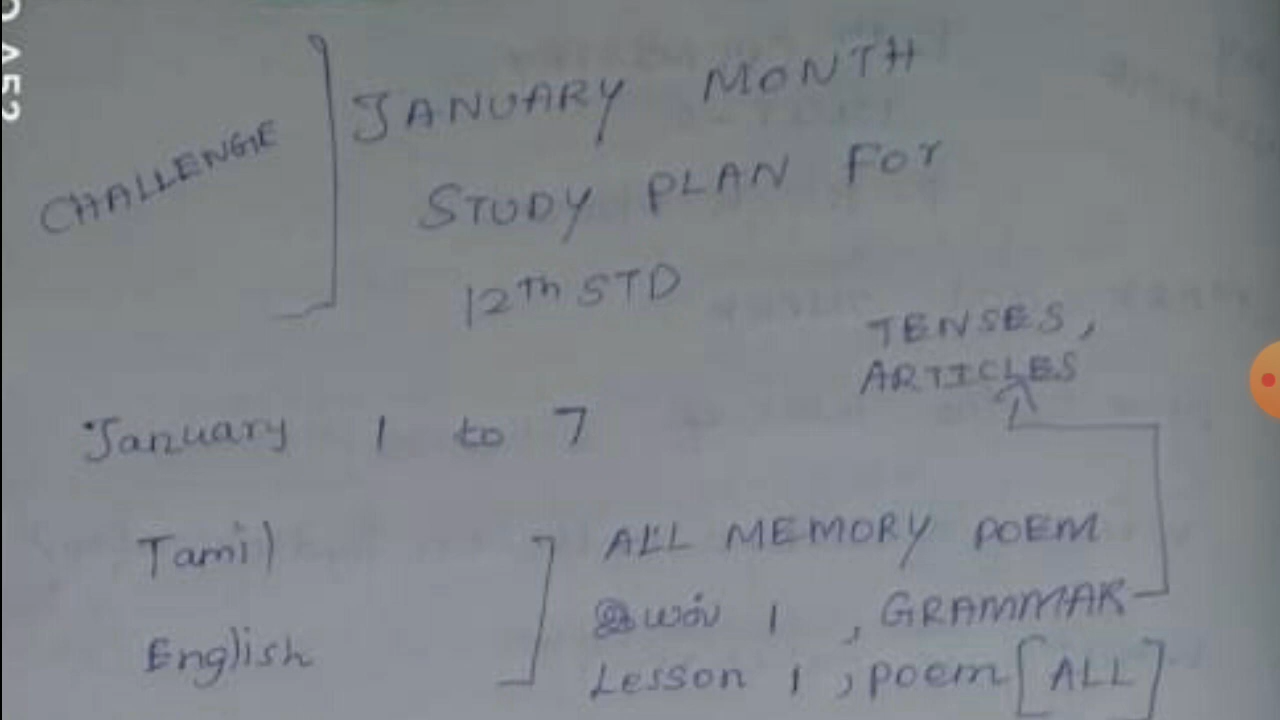 CHALLENGE
JANUARY MONTH
STUDY PLAN FOR
12Th STD
TENSES,
ARTICLES
January 1 to 7
Tamil
English
ALL MEMORY POEM
இயல் 1, GRAMMAR
Lesson 1, poem [ALL]